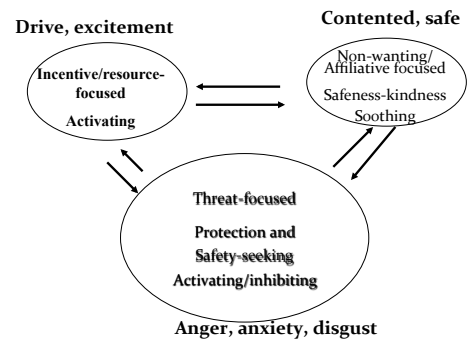 Drive, excitement
Contented, safe
Incentive/resource-
focused
Activating
Non-wanting/
Affiliative focused
Safeness-kindness
Soothing
Threat-focused
Protection and
Safety-seeking
Activating/inhibiting
Anger, anxiety, disgust